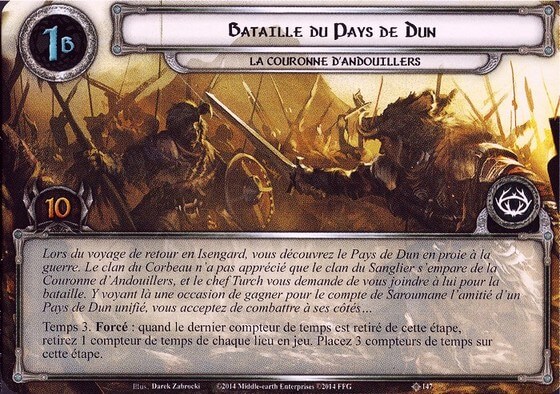 1B
BATAILLE DU PAYS DE DUN
LA COURONNE D'ANDOUILLERS
10
Lors du voyage de retour en Isengard, vous découvrez le Pays de Dun en proie à la
guerre. Le clan du Corbeau n'a pas apprécié que le clan du Sanglier s'empare de la
Couronne d'Andouillers, et le chef Turch vous demande de vous joindre à lui pour la
bataille. Y voyant là une occasion de gagner pour le compte de Saroumane l'amitié d'un
Pays de Dun unifié, vous acceptez de combattre à ses côtés…
Temps 3. Forcé : quand le dernier compteur de temps est retiré de cette étape,
retirez 1 compteur de temps de chaque lieu en jeu. Placez 3 compteurs de temps sur
cette étape.
Illus. Darek Zabrocki ©2014 Middle-earth Enterprises ©2014 FFG 147